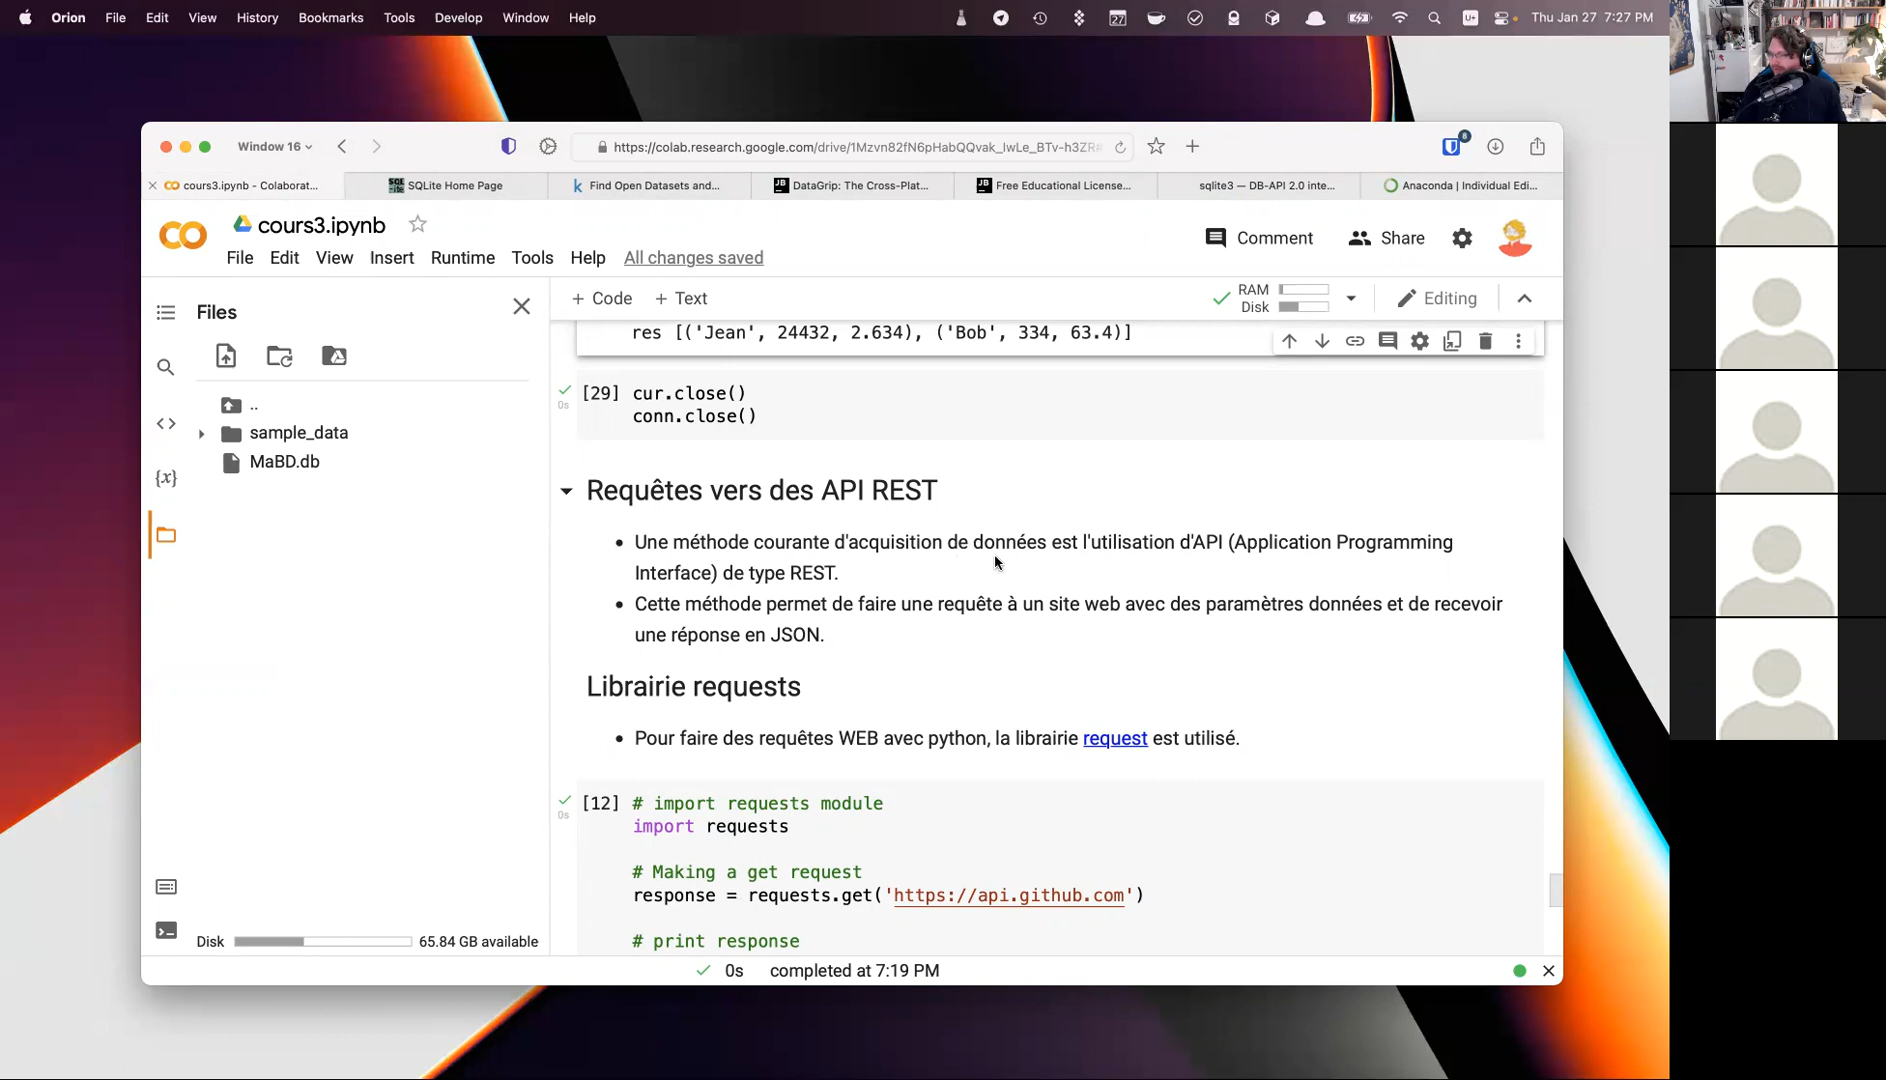 Orion File Edit View History Bookmarks Tools Develop Window Help 27 U+ Thu Jan 27 7:27 PM
Window 16 https://colab.research.google.com/drive/1Mzvn82fN6pHabQQvak_IwLe_BTv-h3ZR 8
cours3.ipynb - Colaborat... SQLite Home Page Find Open Datasets and... DataGrip: The Cross-Plat... Free Educational License... sqlite3 — DB-API 2.0 inte... Anaconda | Individual Edi...
cours3.ipynb
Comment Share
File Edit View Insert Runtime Tools Help All changes saved
Files
+ Code + Text RAM Disk Editing
..
sample_data
MaBD.db
Disk 65.84 GB available
res [('Jean', 24432, 2.634), ('Bob', 334, 63.4)]
[29] cur.close()
0s conn.close()
Requêtes vers des API REST
• Une méthode courante d'acquisition de données est l'utilisation d'API (Application Programming
Interface) de type REST.
• Cette méthode permet de faire une requête à un site web avec des paramètres données et de recevoir
une réponse en JSON.
Librairie requests
• Pour faire des requêtes WEB avec python, la librairie request est utilisé.
[12] # import requests module
0s import requests
# Making a get request
response = requests.get('https://api.github.com')
# print response
0s completed at 7:19 PM